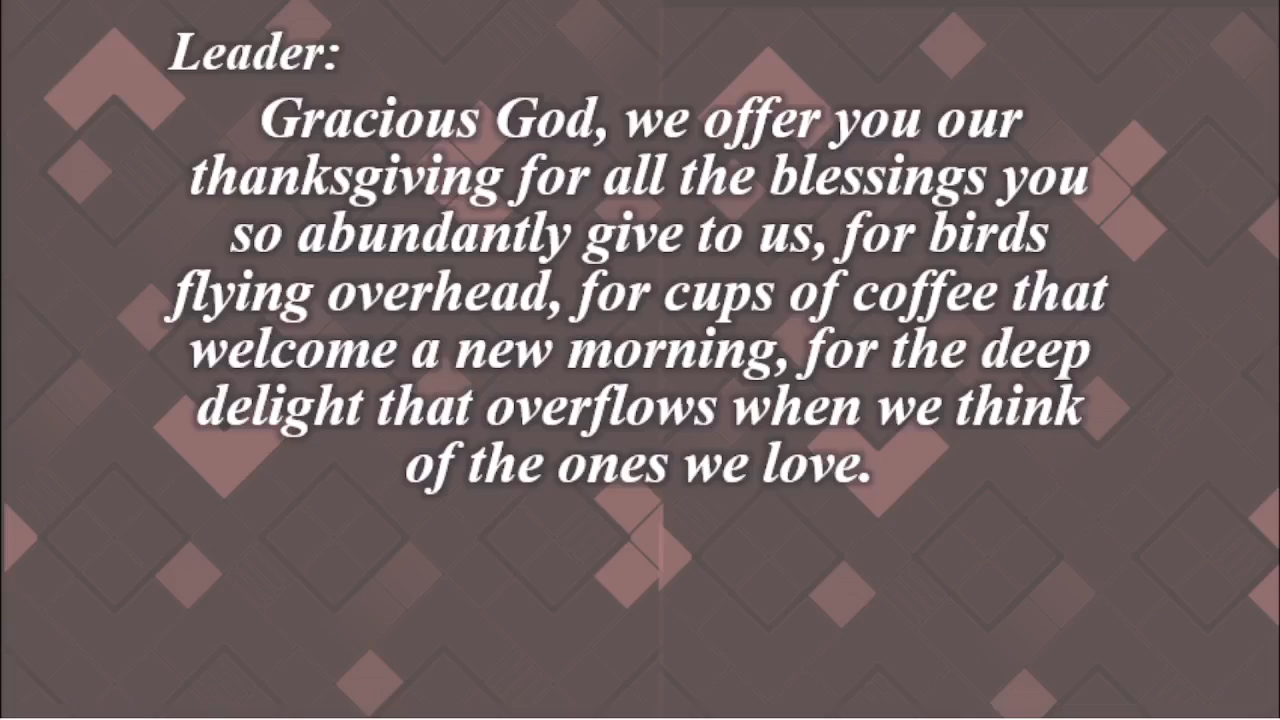 Leader:
Gracious God, we offer you our
thanksgiving for all the blessings you
so abundantly give to us, for birds
flying overhead, for cups of coffee that
welcome a new morning, for the deep
delight that overflows when we think
of the ones we love.